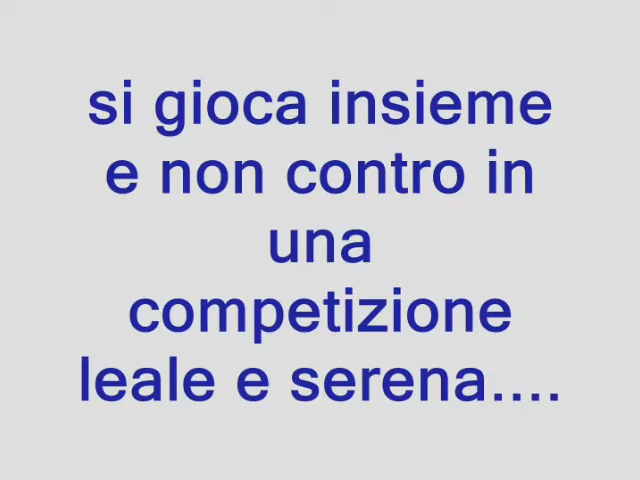 si gioca insieme
e non contro in
una
competizione
leale e serena....